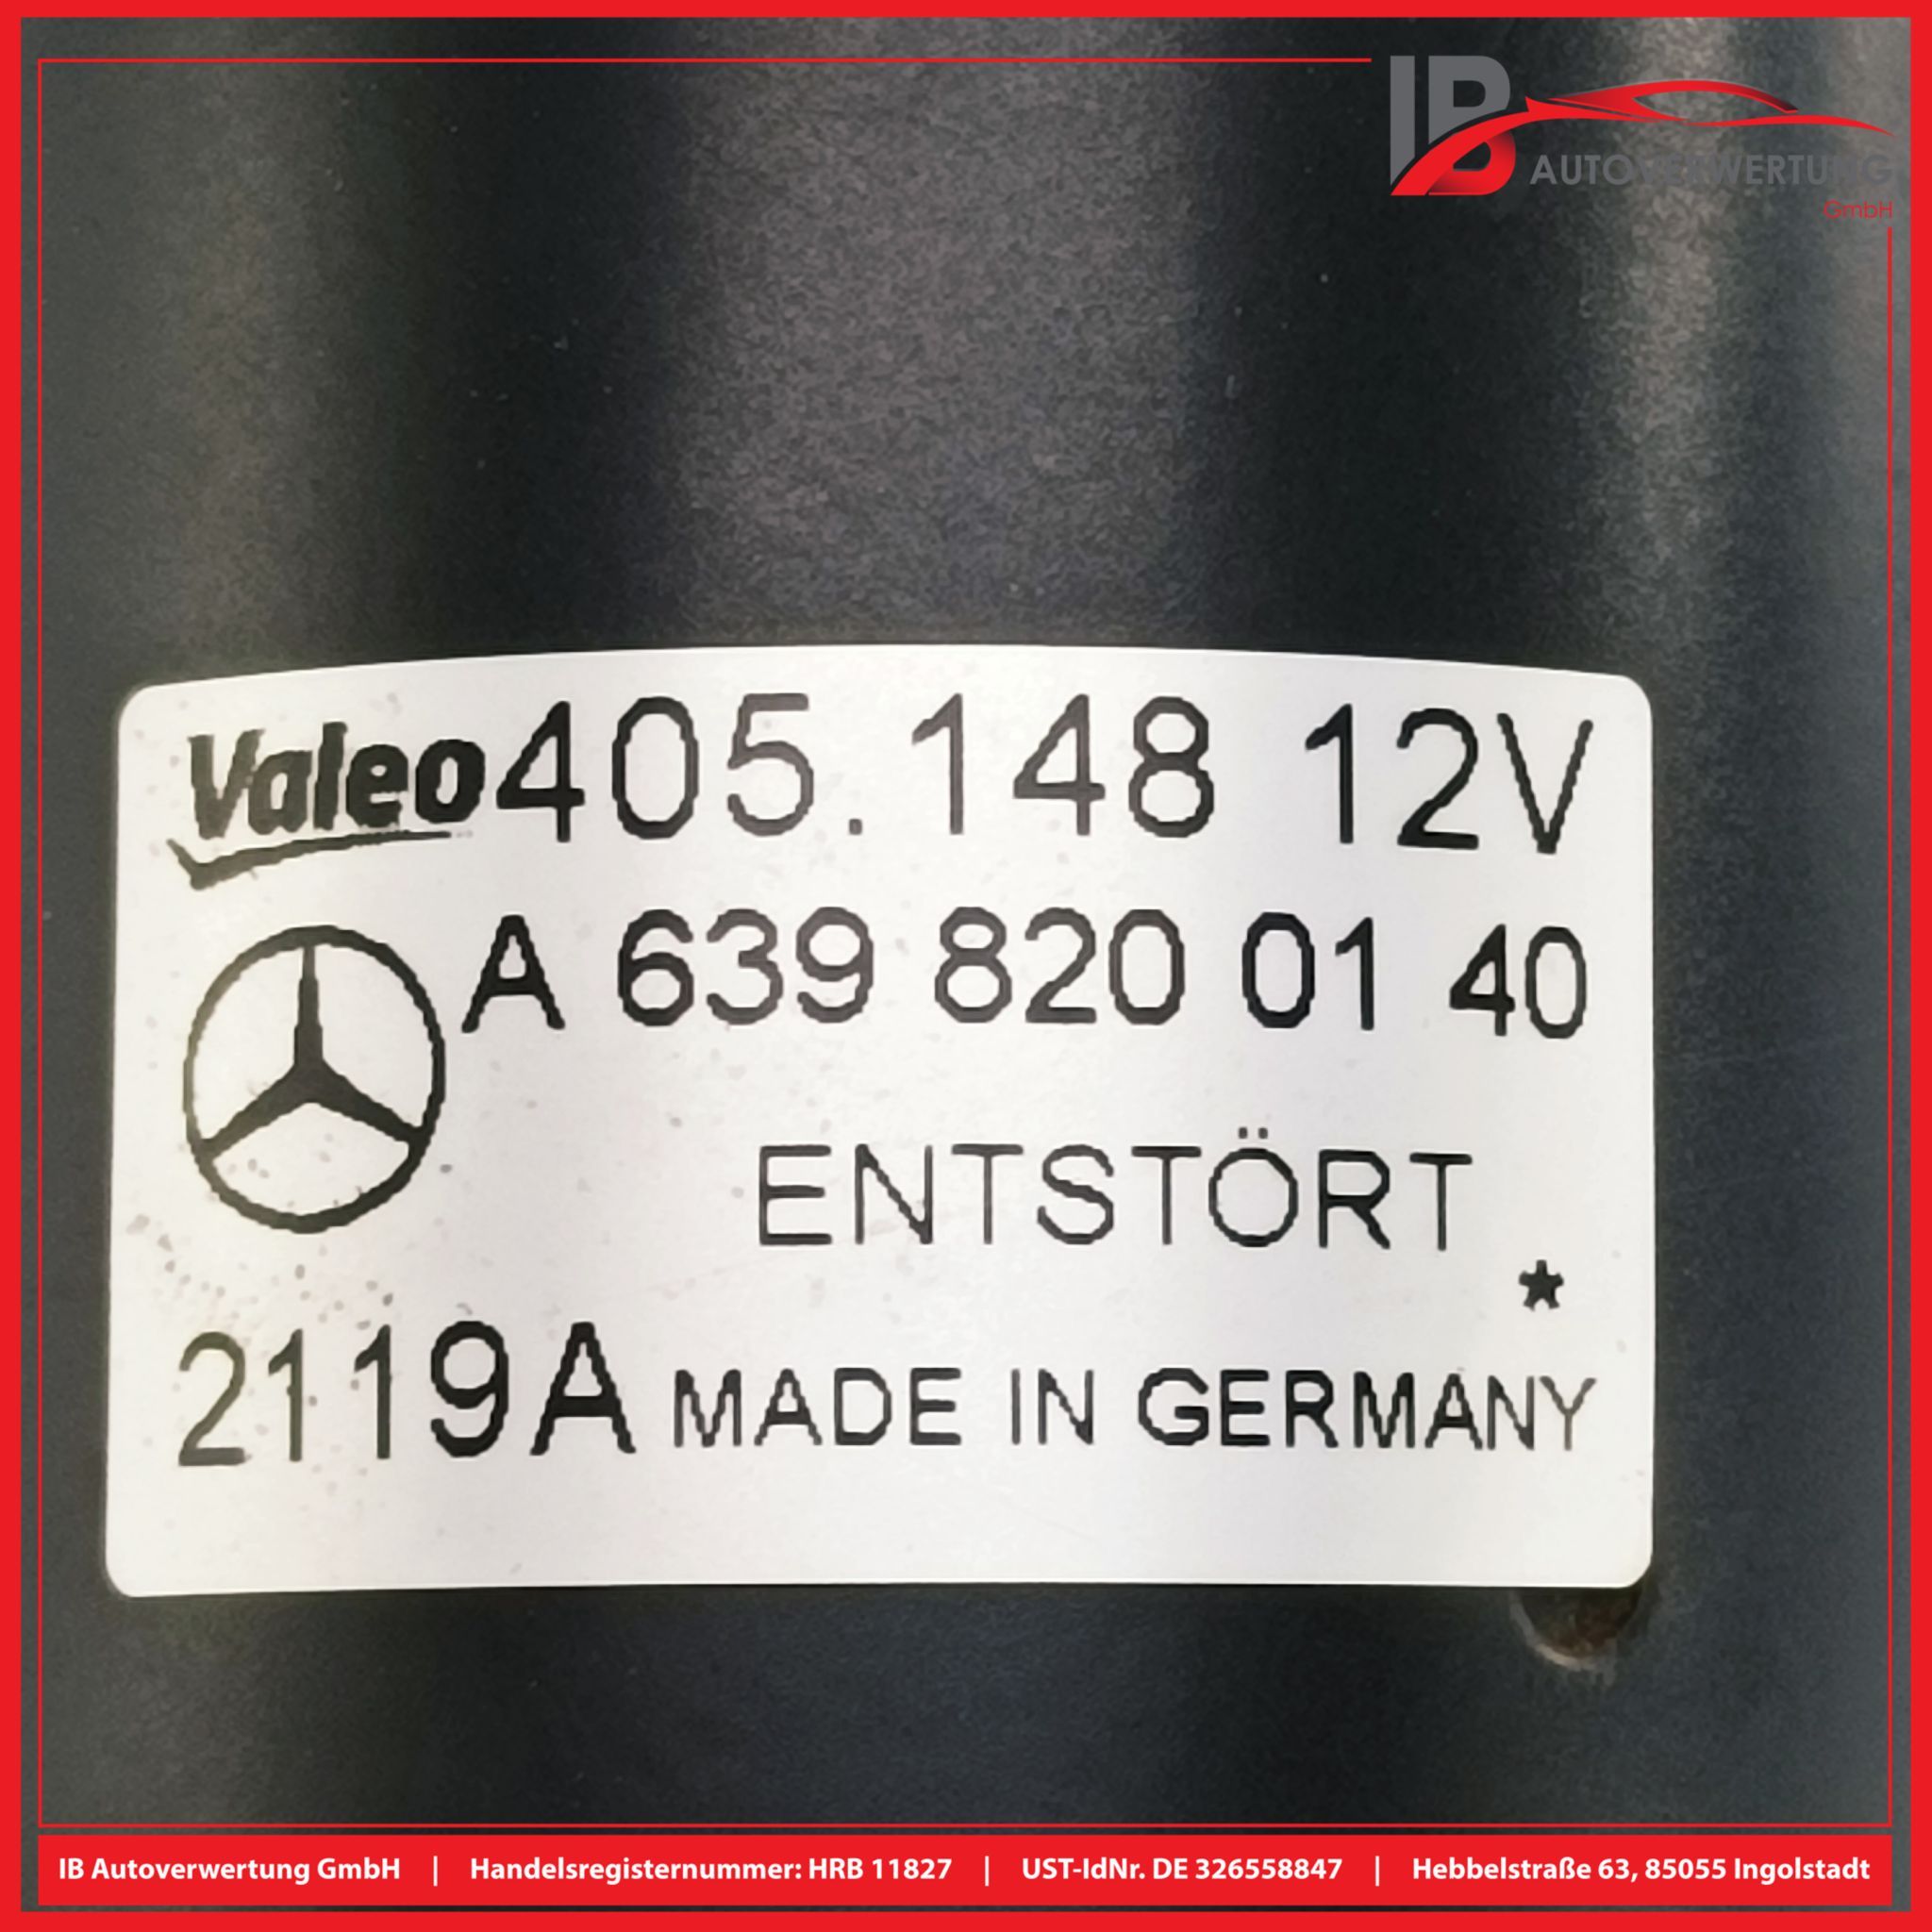 IB
AUTOVERWERTUNG
GmbH
Valeo 405.148 12V
A 639 820 01 40
ENTSTÖRT
*
2119A MADE IN GERMANY
IB Autoverwertung GmbH | Handelsregisternummer: HRB 11827 | UST-IdNr. DE 326558847 | Hebbelstraße 63, 85055 Ingolstadt